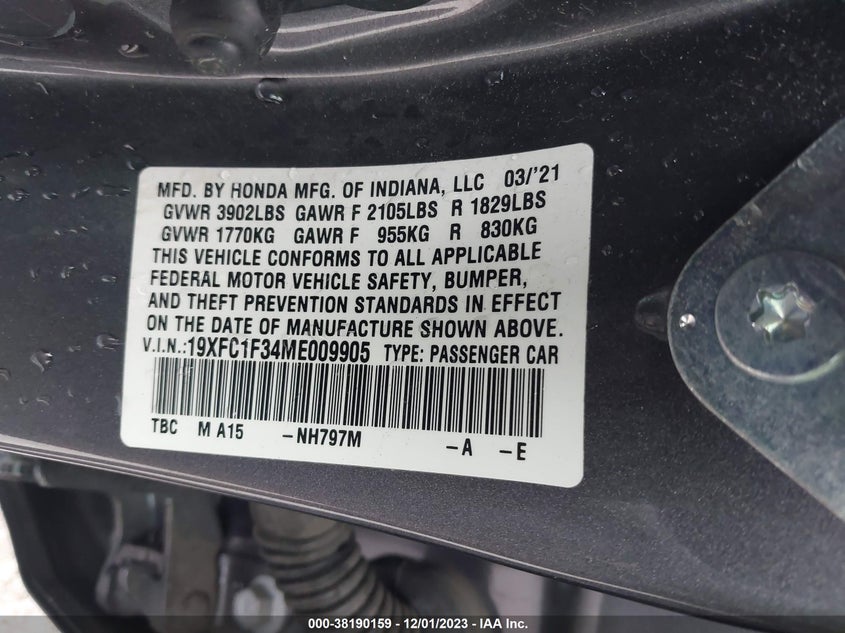 MFD. BY HONDA MFG. OF INDIANA, LLC 03/'21
GVWR 3902LBS GAWR F 2105LBS R 1829LBS
GVWR 1770KG GAWR F 955KG R 830KG
THIS VEHICLE CONFORMS TO ALL APPLICABLE
FEDERAL MOTOR VEHICLE SAFETY, BUMPER,
AND THEFT PREVENTION STANDARDS IN EFFECT
ON THE DATE OF MANUFACTURE SHOWN ABOVE.
V.I.N.:19XFC1F34ME009905 TYPE: PASSENGER CAR
TBC M A15 -NH797M -A -E
000-38190159 - 12/01/2023 - IAA Inc.